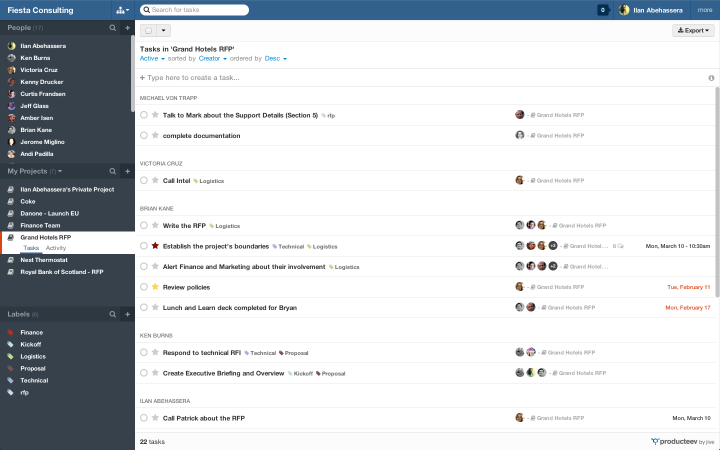 Fiesta Consulting
Search for tasks
0
Ilan Abehassera
more
People (17)
Ilan Abehassera
Ken Burns
Victoria Cruz
Kenny Drucker
Curtis Frandsen
Jeff Glass
Amber Isen
Brian Kane
Jerome Miglino
Andi Padilla
My Projects (7)
Ilan Abehassera's Private Project
Coke
Danone - Launch EU
Finance Team
Grand Hotels RFP
Tasks Activity
Nest Thermostat
Royal Bank of Scotland - RFP
Labels (6)
Finance
Kickoff
Logistics
Proposal
Technical
rfp
Export
Tasks in 'Grand Hotels RFP'
Active sorted by Creator ordered by Desc
+ Type here to create a task...
MICHAEL VON TRAPP
Talk to Mark about the Support Details (Section 5) rfp - Grand Hotels RFP
complete documentation - Grand Hotels RFP
VICTORIA CRUZ
Call Intel Logistics - Grand Hotels RFP
BRIAN KANE
Write the RFP Logistics - Grand Hotels RFP
Establish the project's boundaries Technical Logistics +3 - Grand Hotel... 8 Mon, March 10 - 10:30am
Alert Finance and Marketing about their involvement Logistics +2 - Grand Hotel...
Review policies - Grand Hotels RFP Tue, February 11
Lunch and Learn deck completed for Bryan - Grand Hotels RFP Mon, February 17
KEN BURNS
Respond to technical RFI Technical Proposal - Grand Hotels RFP
Create Executive Briefing and Overview Kickoff Proposal - Grand Hotels RFP
ILAN ABEHASSERA
Call Patrick about the RFP - Grand Hotels RFP Mon, March 10
22 tasks
producteev by jive